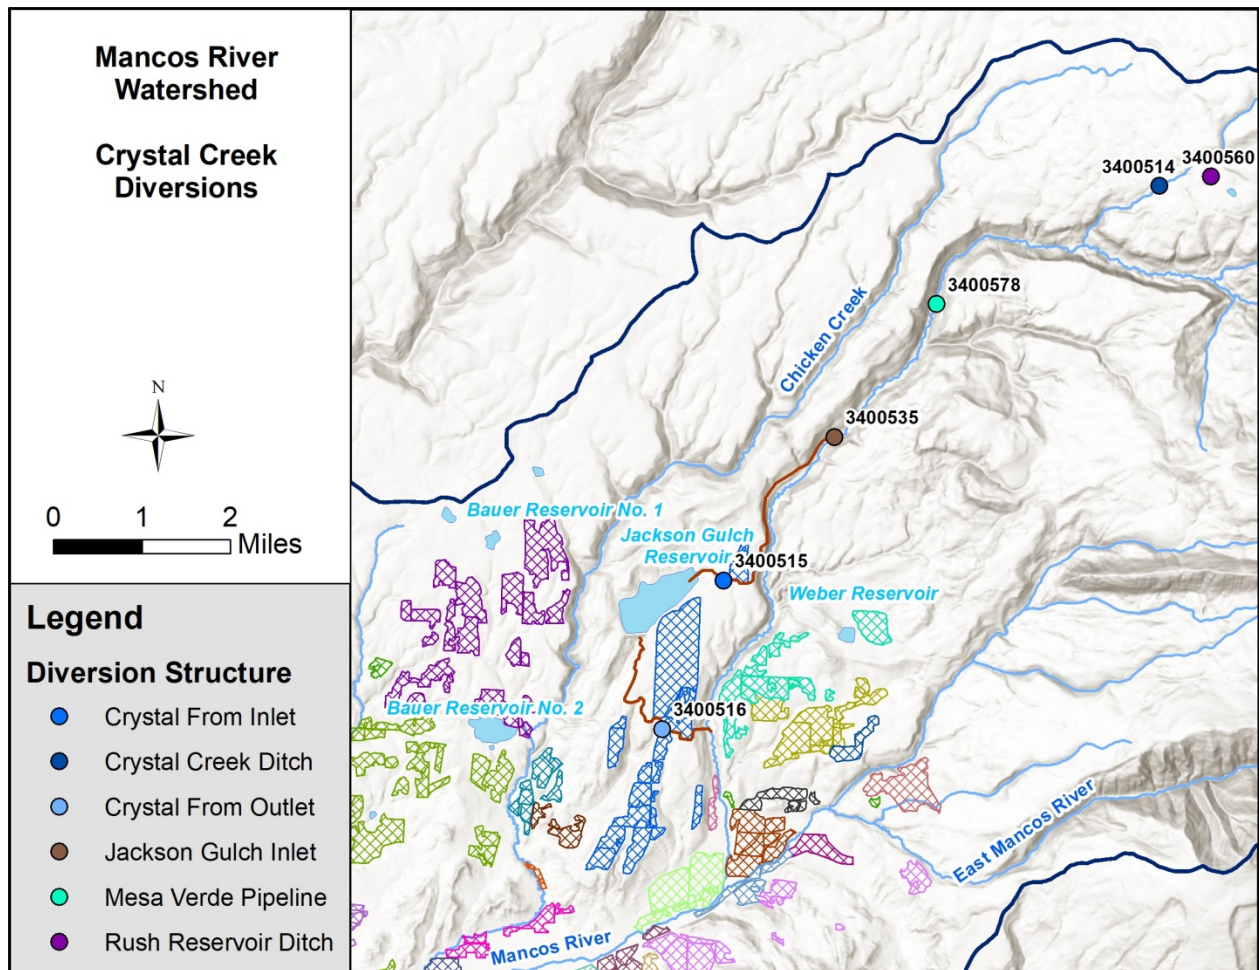 Mancos River
Watershed
Crystal Creek
Diversions
N
0 1 2
Miles
Legend
Diversion Structure
Crystal From Inlet
Crystal Creek Ditch
Crystal From Outlet
Jackson Gulch Inlet
Mesa Verde Pipeline
Rush Reservoir Ditch
3400514
3400560
3400578
Chicken Creek
3400535
Bauer Reservoir No. 1
Jackson Gulch
Reservoir
3400515
Weber Reservoir
Bauer Reservoir No. 2
3400516
East Mancos River
Mancos River